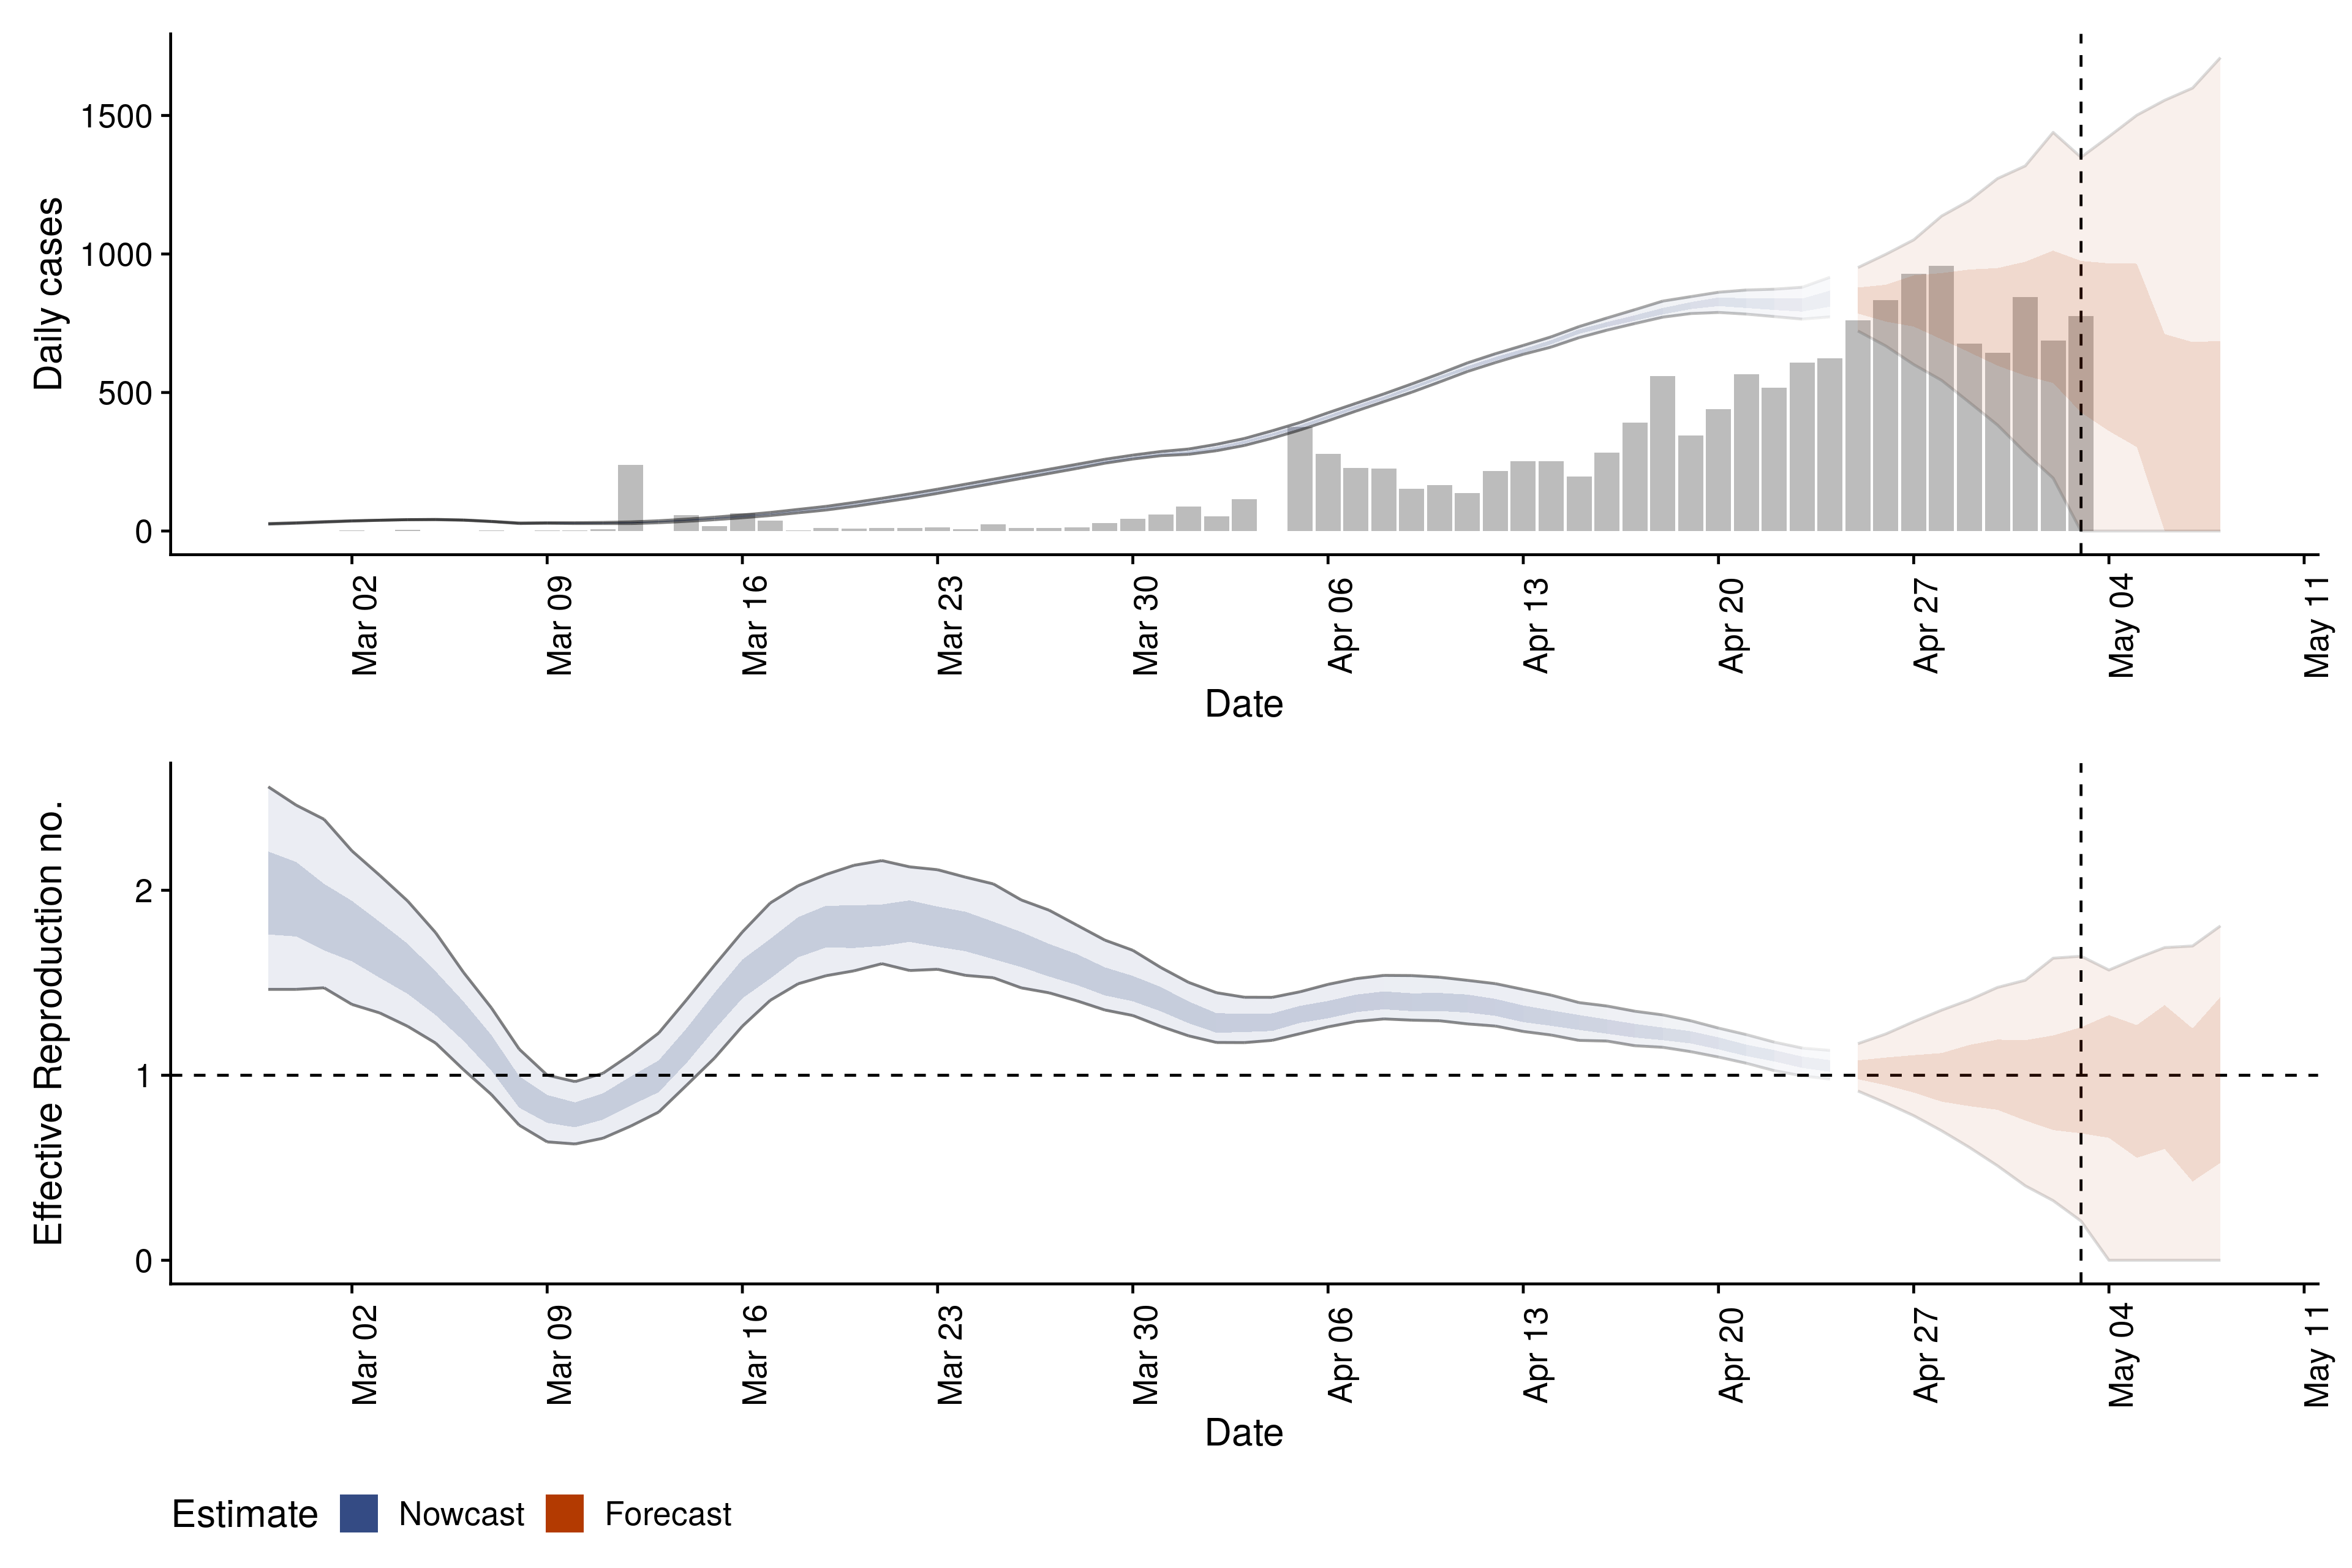 Daily cases
1500
1000
500
0
Mar 02
Mar 09
Mar 16
Mar 23
Mar 30
Apr 06
Apr 13
Apr 20
Apr 27
May 04
May 11
Date
Effective Reproduction no.
2
1
0
Mar 02
Mar 09
Mar 16
Mar 23
Mar 30
Apr 06
Apr 13
Apr 20
Apr 27
May 04
May 11
Date
Estimate Nowcast Forecast